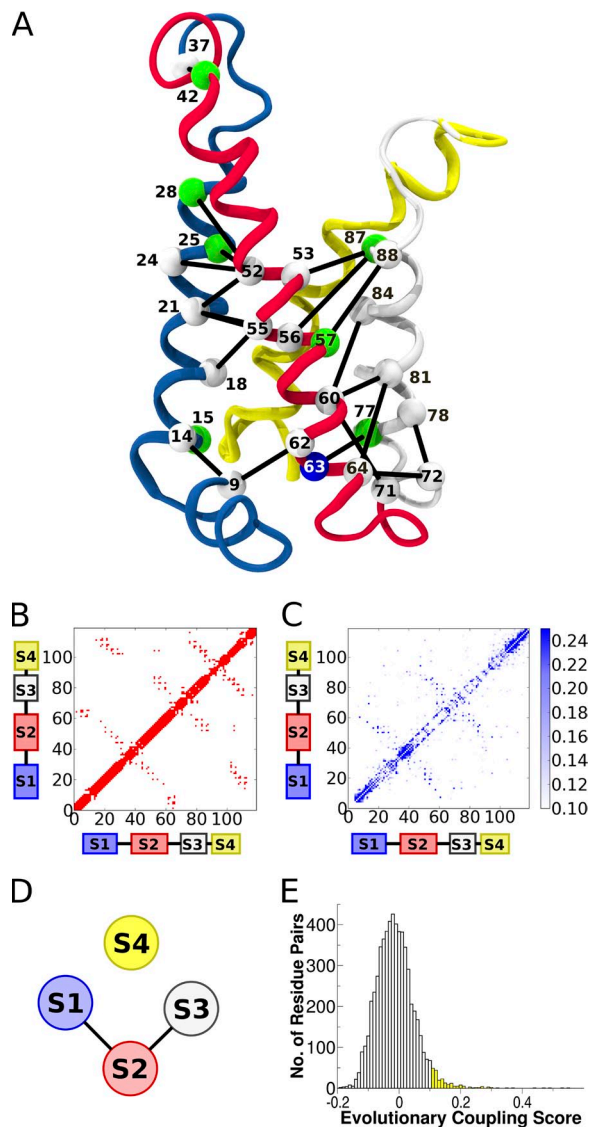 A
37
42
28
25
24
52
53
87
88
84
21
55
56
57
18
81
60
78
15
77
14
62
63
64
72
9
71
B
C
S4
S3
S2
S1
100
80
60
40
20
0
0 20 40 60 80 100
S1 S2 S3 S4
S4
S3
S2
S1
100
80
60
40
20
0
0 20 40 60 80 100
S1 S2 S3 S4
0.24
0.22
0.20
0.18
0.16
0.14
0.12
0.10
D
S4
S1
S3
S2
E
No. of Residue Pairs
400
300
200
100
0
-0.2 0 0.2 0.4
Evolutionary Coupling Score